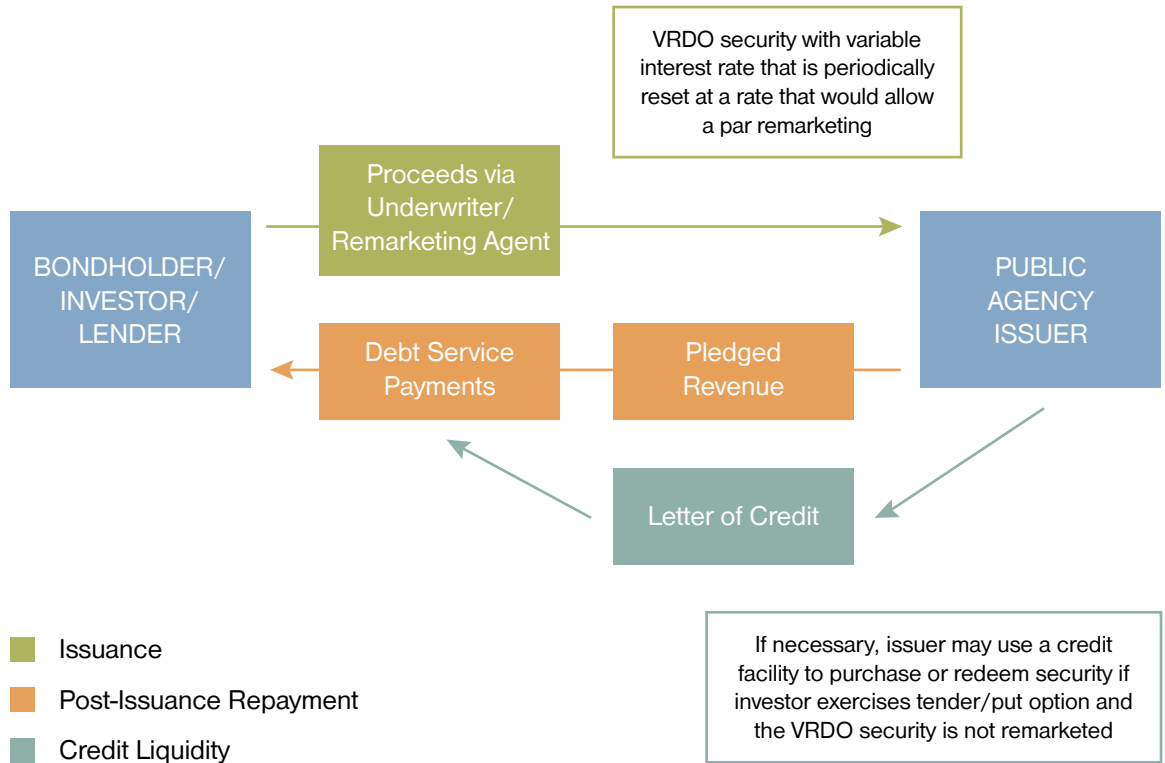 VRDO security with variable
interest rate that is periodically
reset at a rate that would allow
a par remarketing
Proceeds via
Underwriter/
Remarketing Agent
BONDHOLDER/
INVESTOR/
LENDER
PUBLIC
AGENCY
ISSUER
Debt Service
Payments
Pledged
Revenue
Letter of Credit
Issuance
Post-Issuance Repayment
Credit Liquidity
If necessary, issuer may use a credit
facility to purchase or redeem security if
investor exercises tender/put option and
the VRDO security is not remarketed